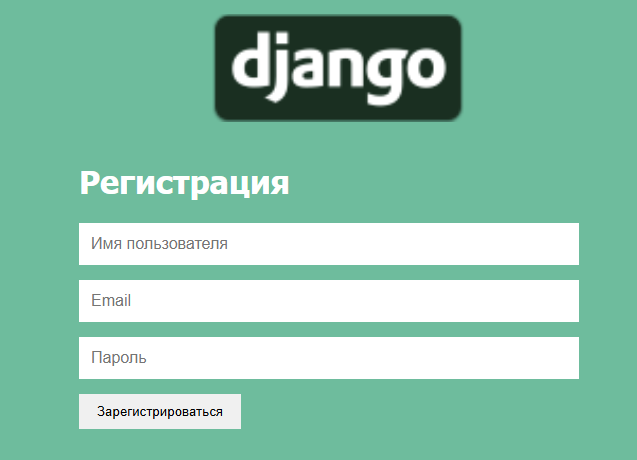 django
Регистрация
Имя пользователя
Email
Пароль
Зарегистрироваться